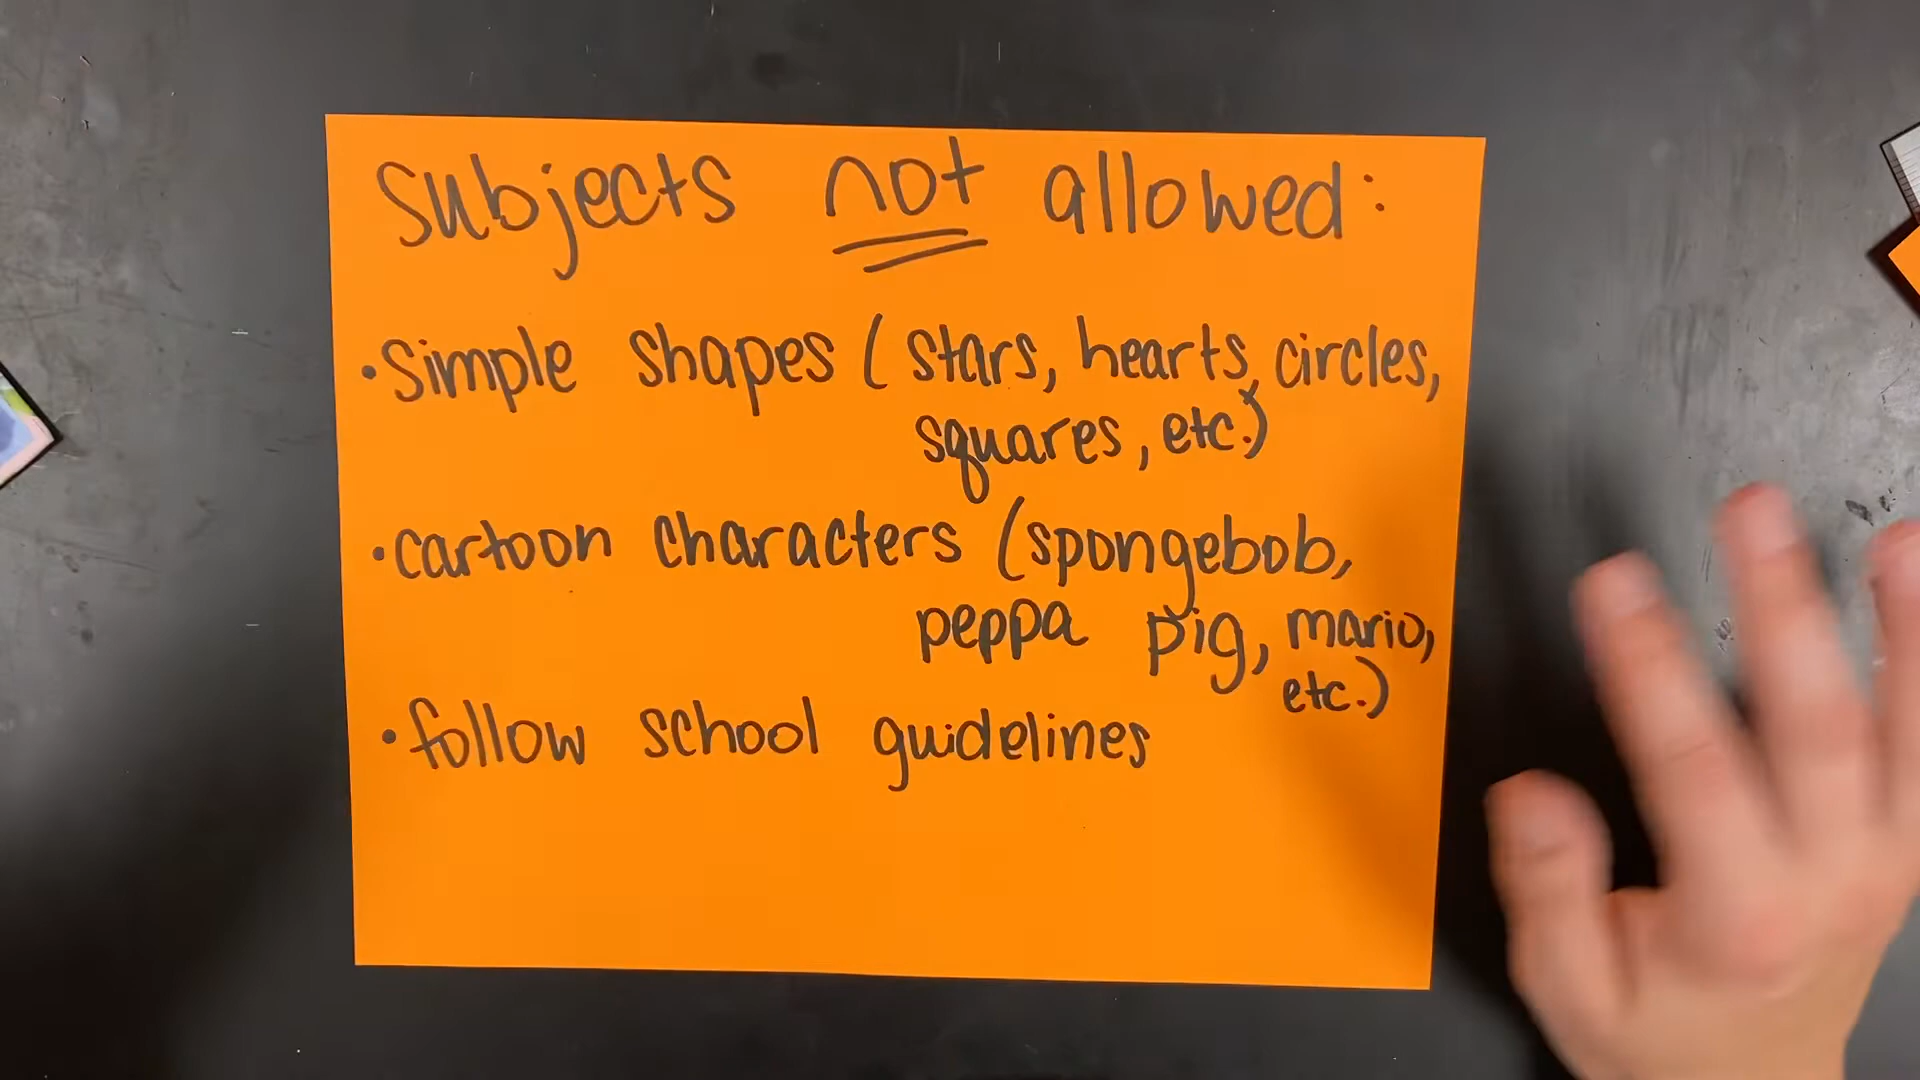 Subjects not allowed:
• Simple shapes (stars, hearts, circles,
squares, etc.)
• cartoon characters (spongebob,
peppa pig, mario,
etc.)
• follow school guidelines